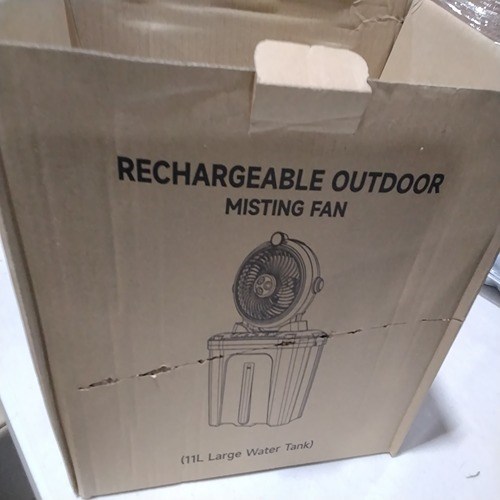 RECHARGEABLE OUTDOOR
MISTING FAN
(11L Large Water Tank)